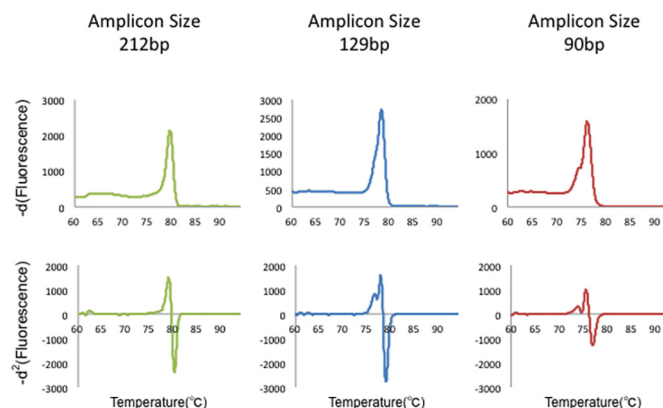 Amplicon Size
212bp
Amplicon Size
129bp
Amplicon Size
90bp
-d(Fluorescence)
3000
2000
1000
0
60 65 70 75 80 85 90
3000
2500
2000
1500
1000
500
0
60 65 70 75 80 85 90
2000
1000
0
60 65 70 75 80 85 90
-d²(Fluorescence)
2000
1000
0
-1000
-2000
-3000
60 65 70 75 80 85 90
2000
1000
0
-1000
-2000
-3000
60 65 70 75 80 85 90
2000
1000
0
-1000
-2000
-3000
60 65 70 75 80 85 90
Temperature(℃)
Temperature(℃)
Temperature(℃)